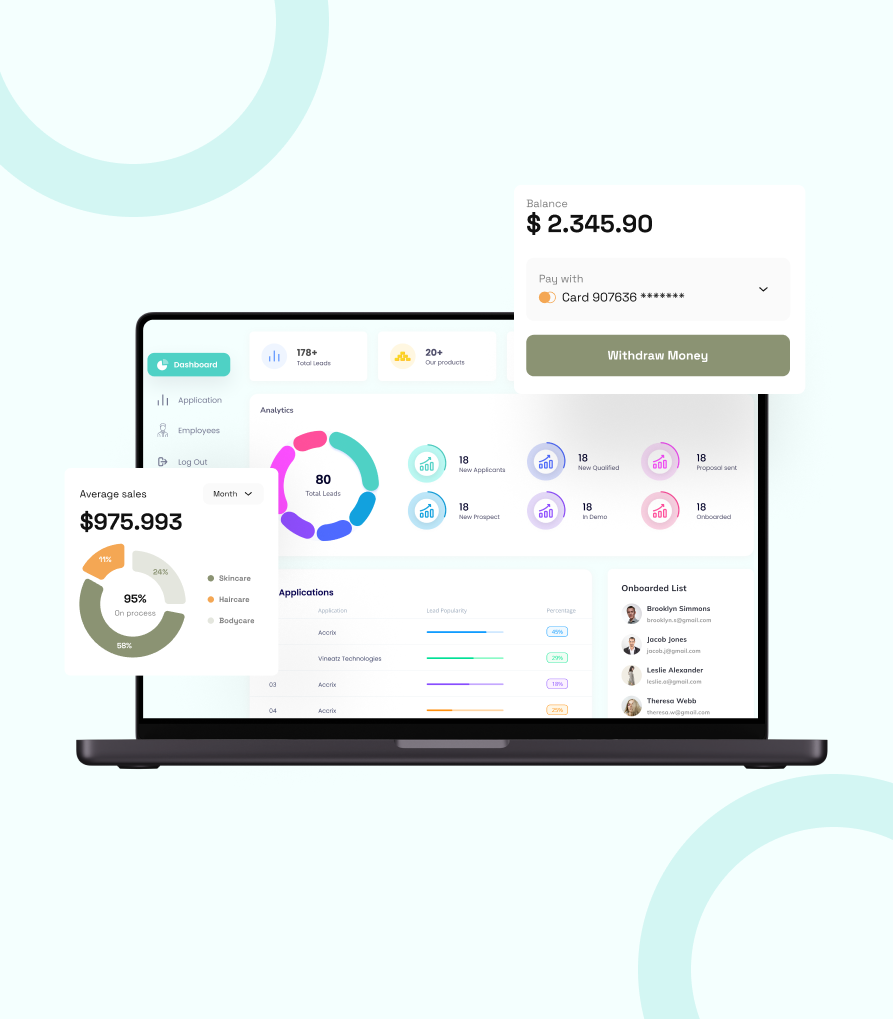 Balance
$ 2.345.90
Pay with
Card 907636 *******
Withdraw Money
178+
Total Leads
20+
Our products
Dashboard
Application
Employees
Log Out
Analytics
80
Total Leads
18
New Applicants
18
New Qualified
18
Proposal sent
18
New Prospect
18
In Demo
18
Onboarded
Average sales
Month
$975.993
11%
24%
58%
95%
On process
Skincare
Haircare
Bodycare
Applications
Application
Lead Popularity
Percentage
Accrix
45%
Vineatz Technologies
29%
03
Accrix
18%
04
Accrix
25%
Onboarded List
Brooklyn Simmons
brooklyn.s@gmail.com
Jacob Jones
jacob.j@gmail.com
Leslie Alexander
leslie.a@gmail.com
Theresa Webb
theresa.w@gmail.com